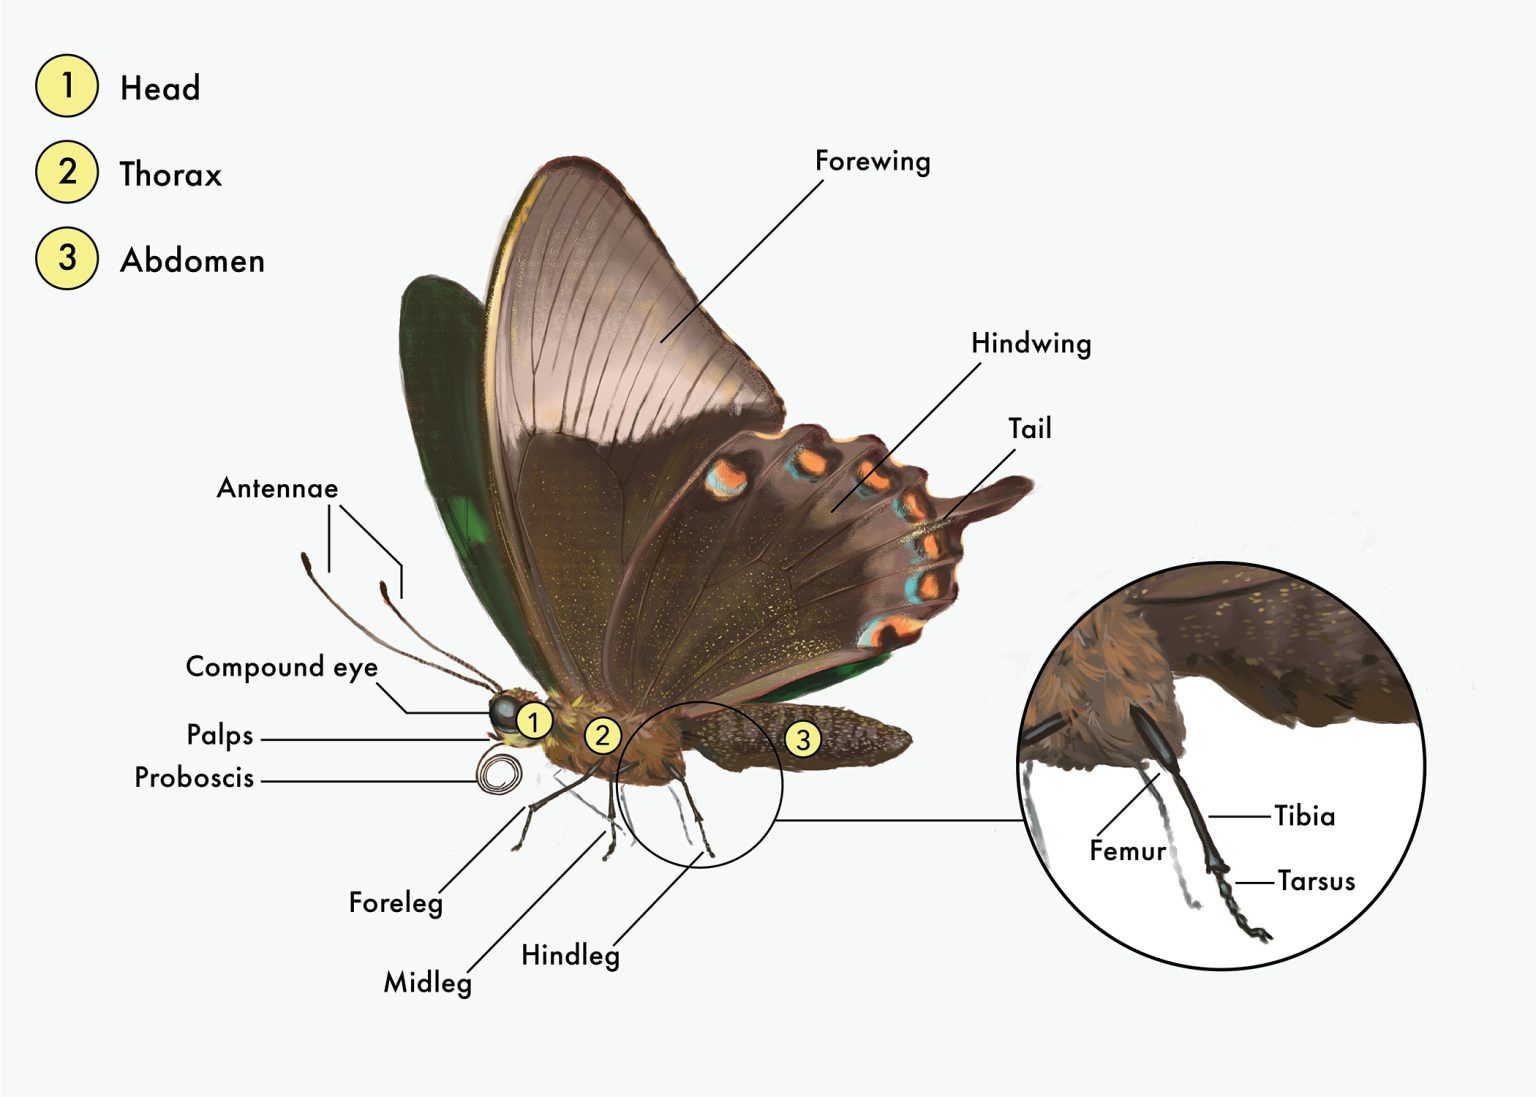 1 Head
2 Thorax
3 Abdomen
Forewing
Hindwing
Tail
Antennae
Compound eye
Palps
Proboscis
1
2
3
Foreleg
Midleg
Hindleg
Femur
Tibia
Tarsus